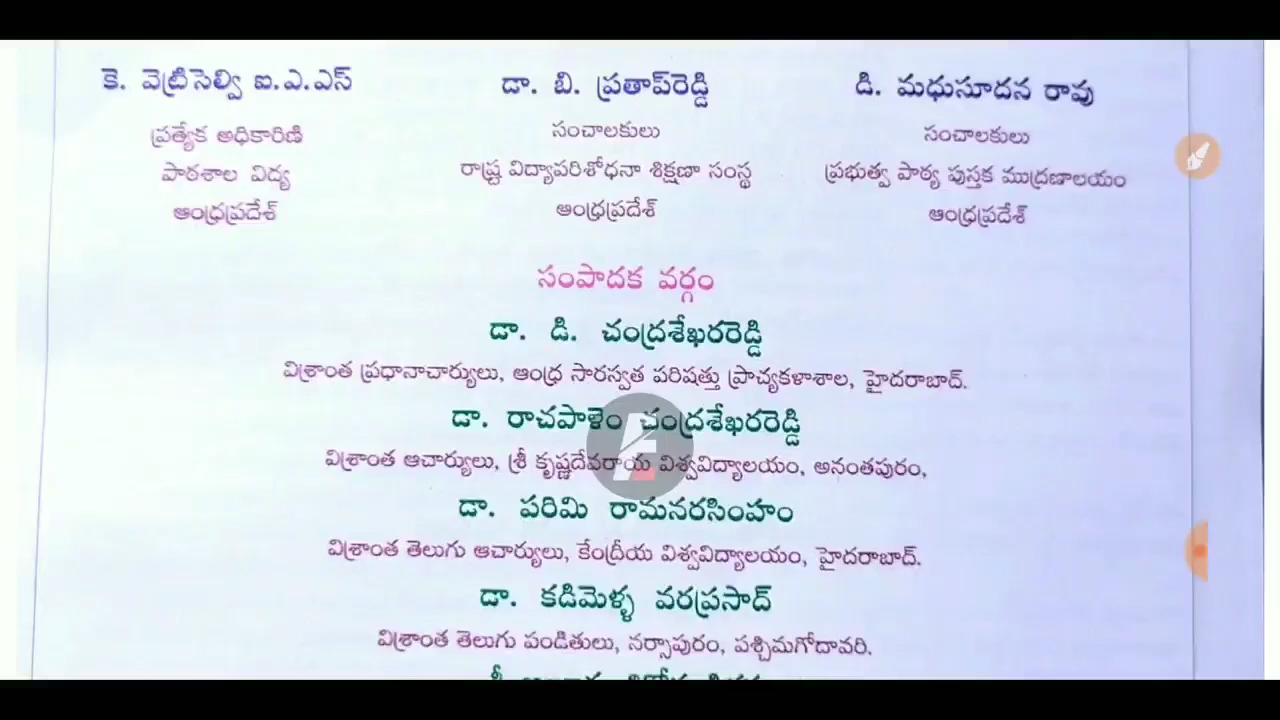 కె. వెట్రిసెల్వి ఐ.ఎ.ఎస్
ప్రత్యేక అధికారిణి
పాఠశాల విద్య
ఆంధ్రప్రదేశ్
డా. బి. ప్రతాప్‌రెడ్డి
సంచాలకులు
రాష్ట్ర విద్యాపరిశోధనా శిక్షణా సంస్థ
ఆంధ్రప్రదేశ్
డి. మధుసూదన రావు
సంచాలకులు
ప్రభుత్వ పాఠ్య పుస్తక ముద్రణాలయం
ఆంధ్రప్రదేశ్
సంపాదక వర్గం
డా. డి. చంద్రశేఖరరెడ్డి
విశ్రాంత ప్రధానాచార్యులు, ఆంధ్ర సారస్వత పరిషత్తు ప్రాచ్యకళాశాల, హైదరాబాద్.
డా. రాచపాళెం చంద్రశేఖరరెడ్డి
విశ్రాంత ఆచార్యులు, శ్రీ కృష్ణదేవరాయ విశ్వవిద్యాలయం, అనంతపురం,
డా. పరిమి రామనరసింహం
విశ్రాంత తెలుగు ఆచార్యులు, కేంద్రీయ విశ్వవిద్యాలయం, హైదరాబాద్.
డా. కడిమెళ్ళ వరప్రసాద్
విశ్రాంత తెలుగు పండితులు, నర్సాపురం, పశ్చిమగోదావరి.